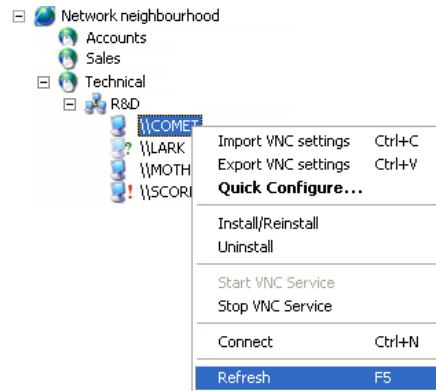 Network neighbourhood
Accounts
Sales
Technical
R&D
\\COMET
\\LARK
\\MOTH
\\SCORE
Import VNC settings Ctrl+C
Export VNC settings Ctrl+V
Quick Configure...
Install/Reinstall
Uninstall
Start VNC Service
Stop VNC Service
Connect Ctrl+N
Refresh F5